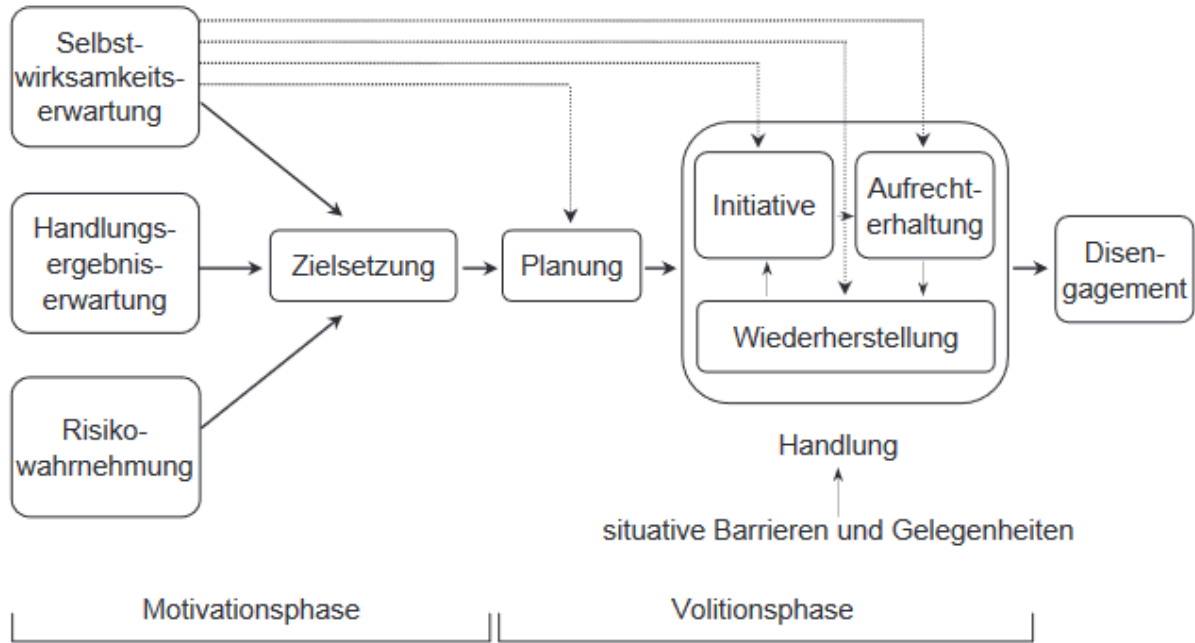 Selbst-
wirksamkeits-
erwartung
Handlungs-
ergebnis-
erwartung
Risiko-
wahrnehmung
Zielsetzung
Planung
Initiative
Aufrecht-
erhaltung
Wiederherstellung
Disen-
gagement
Handlung
situative Barrieren und Gelegenheiten
Motivationsphase
Volitionsphase